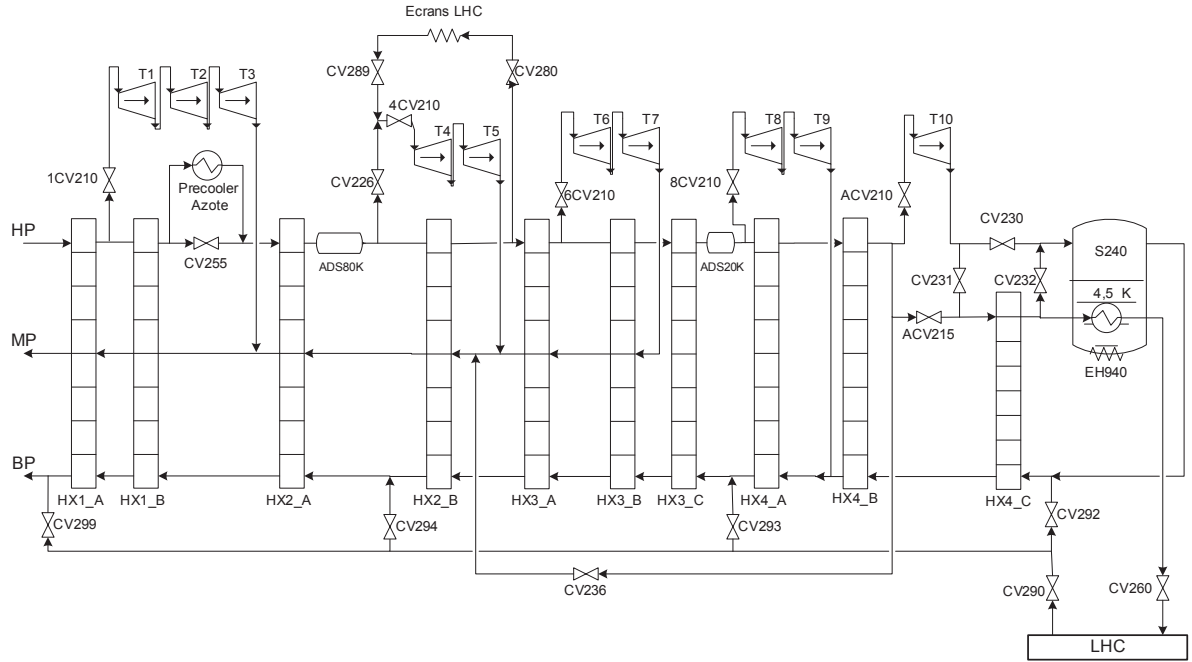 Ecrans LHC
CV289
CV280
T1
T2
T3
4CV210
T4
T5
T6
T7
T8
T9
T10
1CV210
Precooler
Azote
CV226
6CV210
8CV210
ACV210
HP
CV255
ADS80K
ADS20K
CV230
S240
CV231
CV232
4,5 K
ACV215
MP
EH940
BP
HX1_A
HX1_B
HX2_A
HX2_B
HX3_A
HX3_B
HX3_C
HX4_A
HX4_B
HX4_C
CV299
CV294
CV293
CV292
CV236
CV290
CV260
LHC